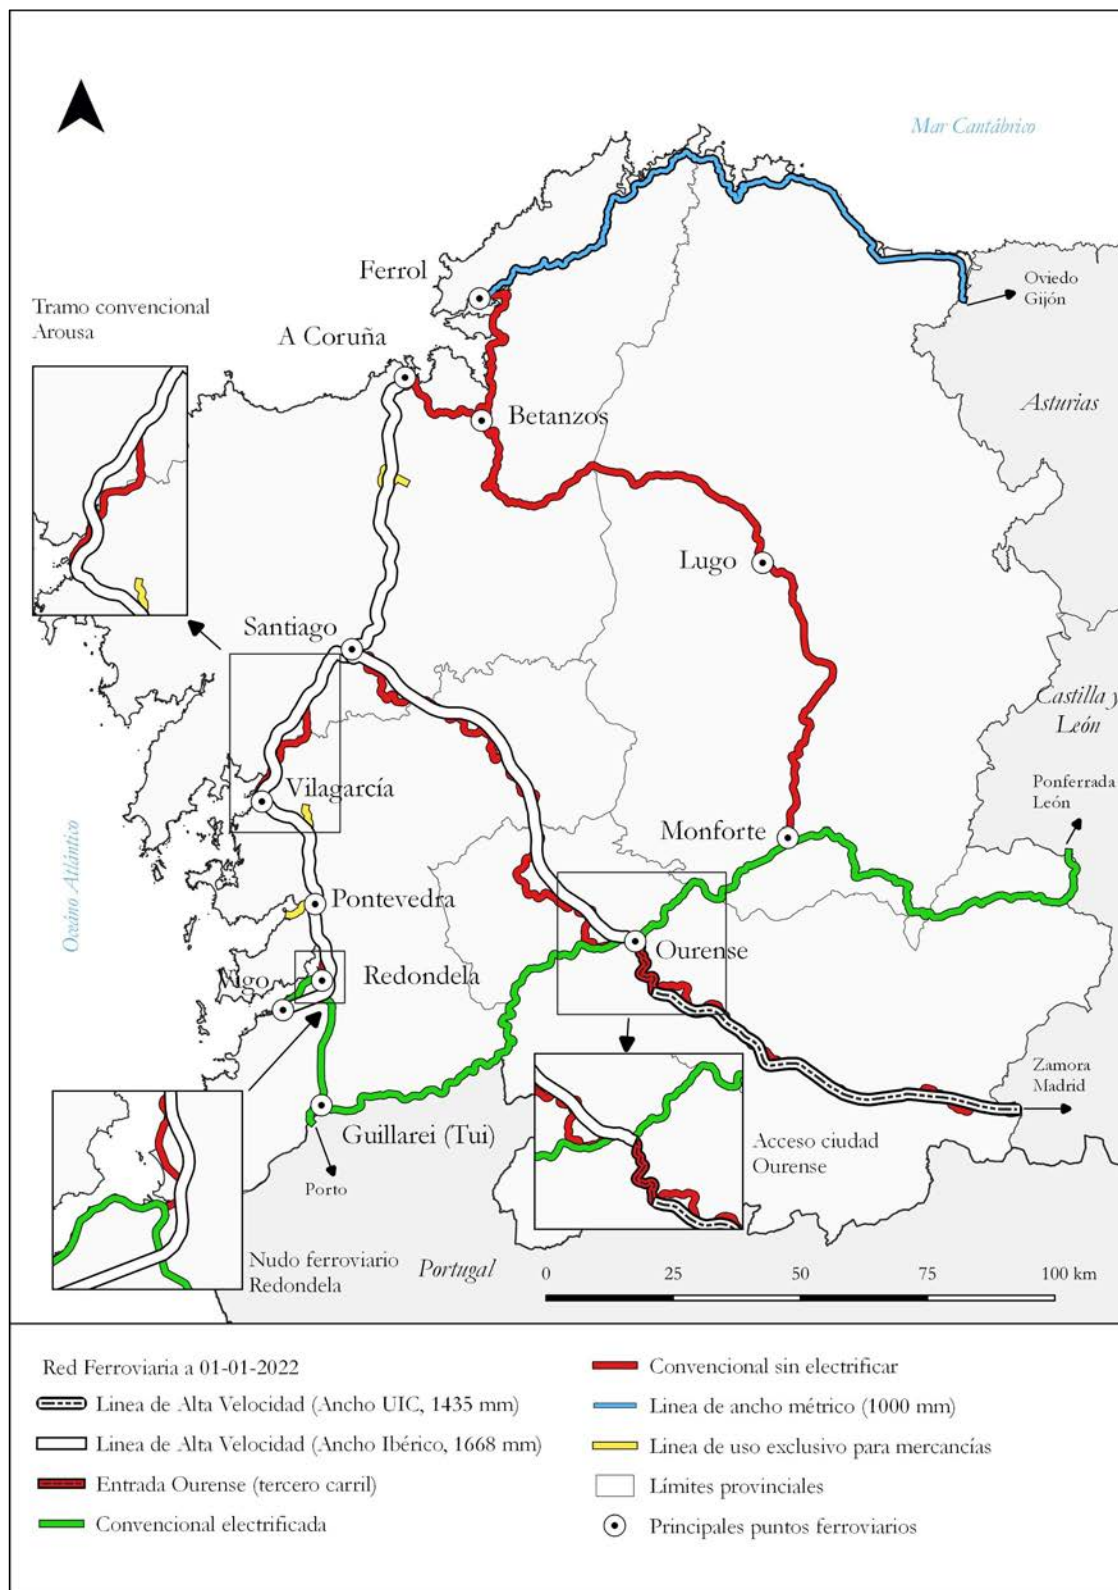 Mar Cantábrico
Ferrol
Oviedo
Gijón
Tramo convencional
Arousa
A Coruña
Betanzos
Asturias
Lugo
Santiago
Castilla y
León
Ponferrada
León
Vilagarcía
Monforte
Océano Atlántico
Pontevedra
Ourense
Vigo
Redondela
Zamora
Madrid
Guillarei (Tui)
Acceso ciudad
Ourense
Porto
Nudo ferroviario
Redondela
Portugal
0 25 50 75 100 km
Red Ferroviaria a 01-01-2022
Linea de Alta Velocidad (Ancho UIC, 1435 mm)
Linea de Alta Velocidad (Ancho Ibérico, 1668 mm)
Entrada Ourense (tercero carril)
Convencional electrificada
Convencional sin electrificar
Linea de ancho métrico (1000 mm)
Linea de uso exclusivo para mercancías
Límites provinciales
Principales puntos ferroviarios